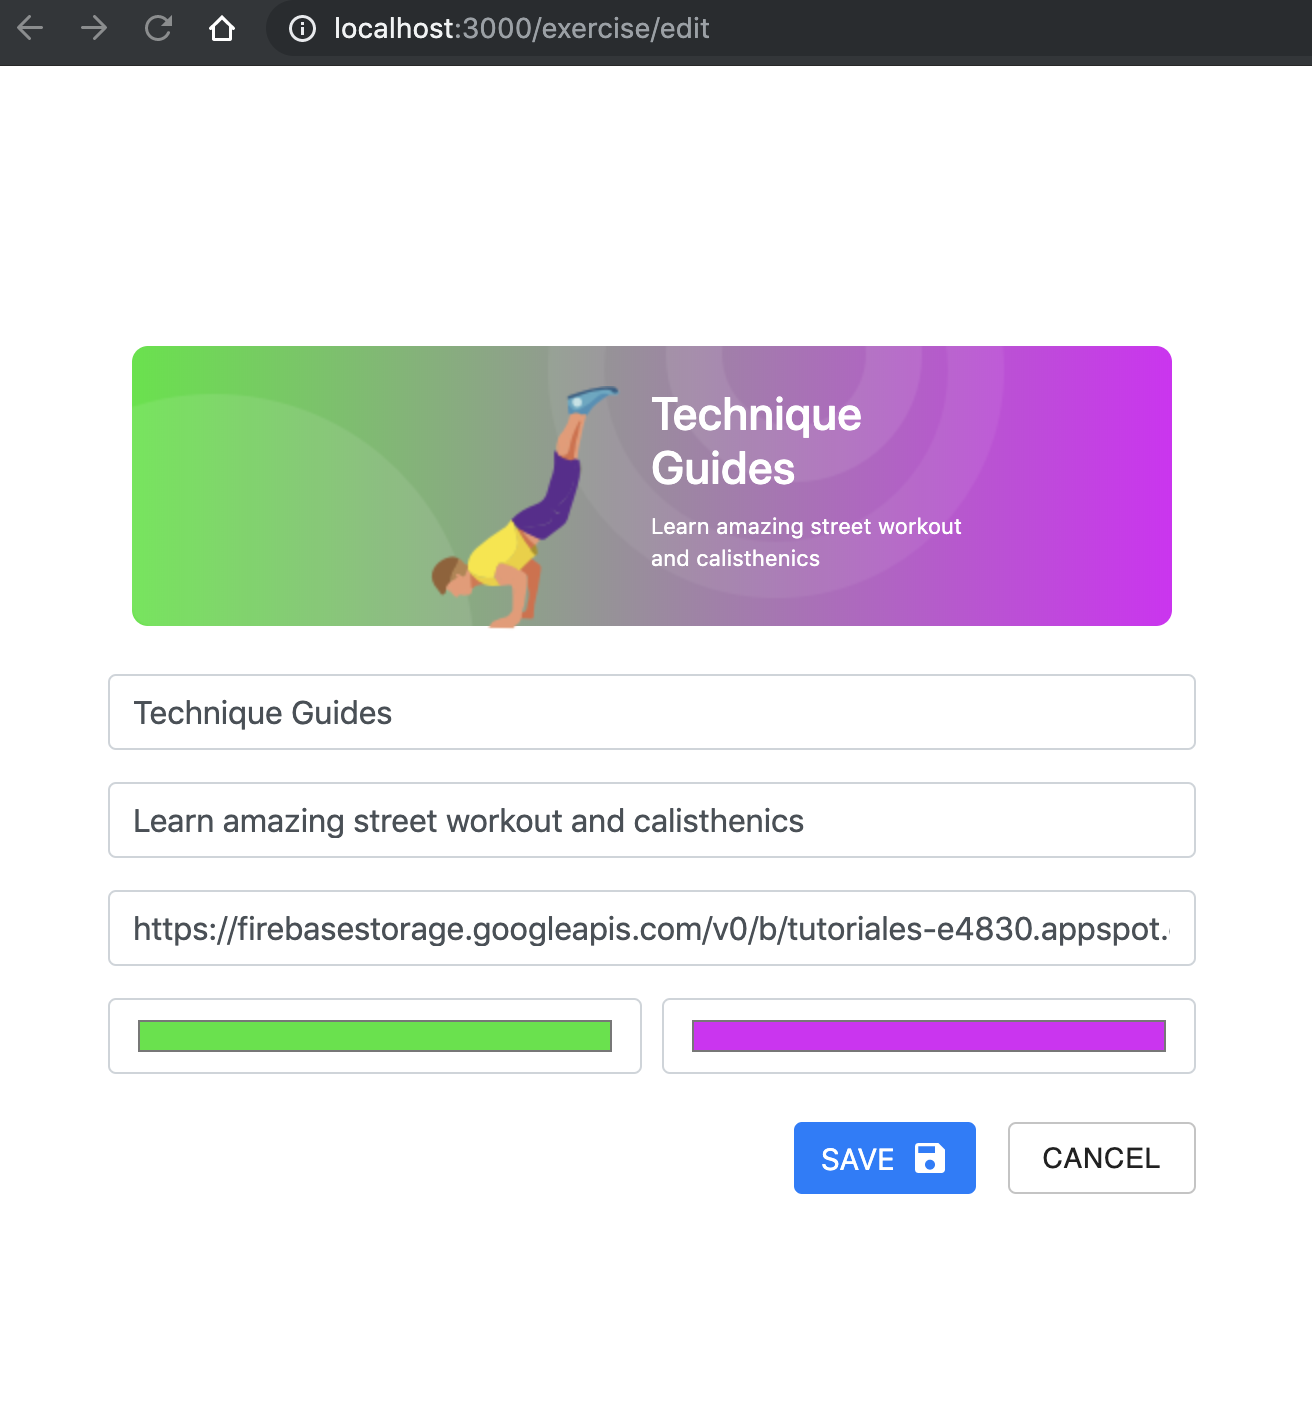 localhost:3000/exercise/edit
Technique
Guides
Learn amazing street workout
and calisthenics
Technique Guides
Learn amazing street workout and calisthenics
https://firebasestorage.googleapis.com/v0/b/tutoriales-e4830.appspot.
SAVE CANCEL